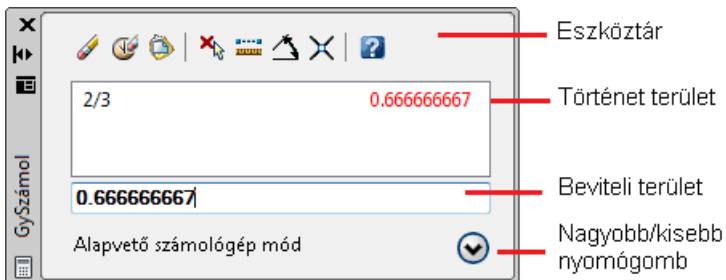 Eszköztár
2/3 0.666666667
Történet terület
0.666666667
Beviteli terület
GySzámol
Alapvető számológép mód
Nagyobb/kisebb
nyomógomb